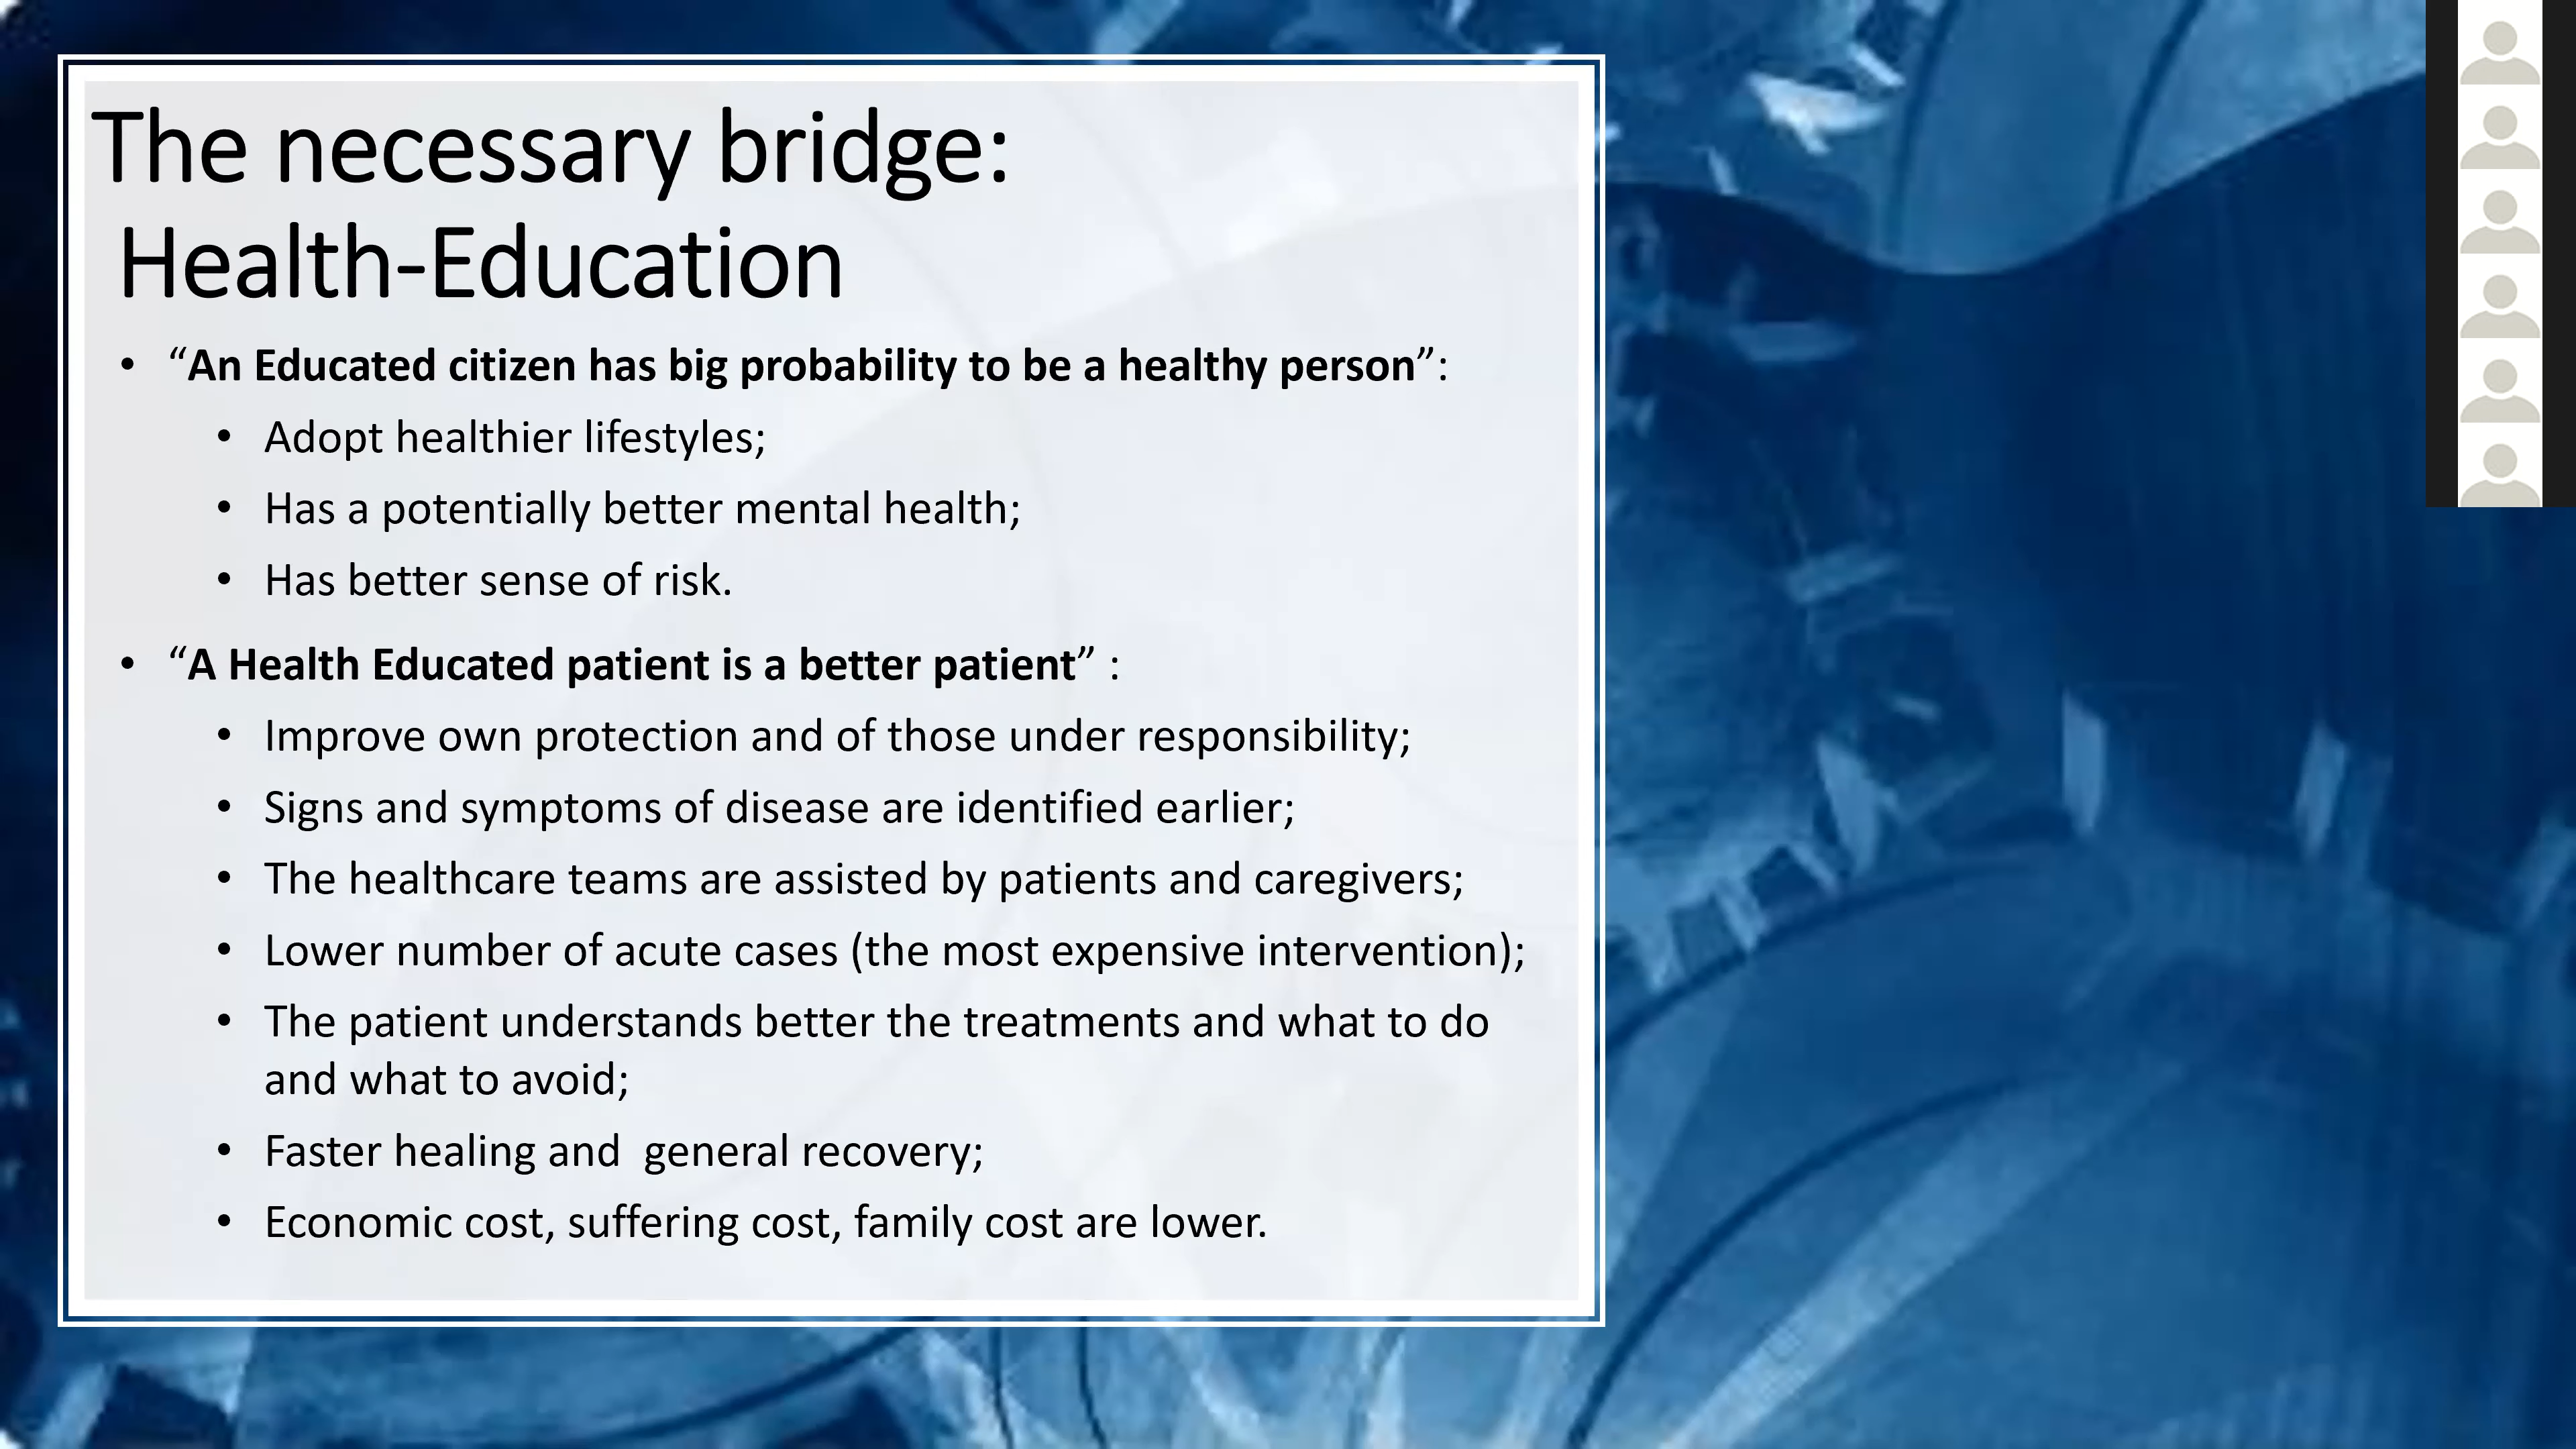 The necessary bridge:
Health-Education
• “An Educated citizen has big probability to be a healthy person”:
• Adopt healthier lifestyles;
• Has a potentially better mental health;
• Has better sense of risk.
• “A Health Educated patient is a better patient” :
• Improve own protection and of those under responsibility;
• Signs and symptoms of disease are identified earlier;
• The healthcare teams are assisted by patients and caregivers;
• Lower number of acute cases (the most expensive intervention);
• The patient understands better the treatments and what to do
and what to avoid;
• Faster healing and  general recovery;
• Economic cost, suffering cost, family cost are lower.